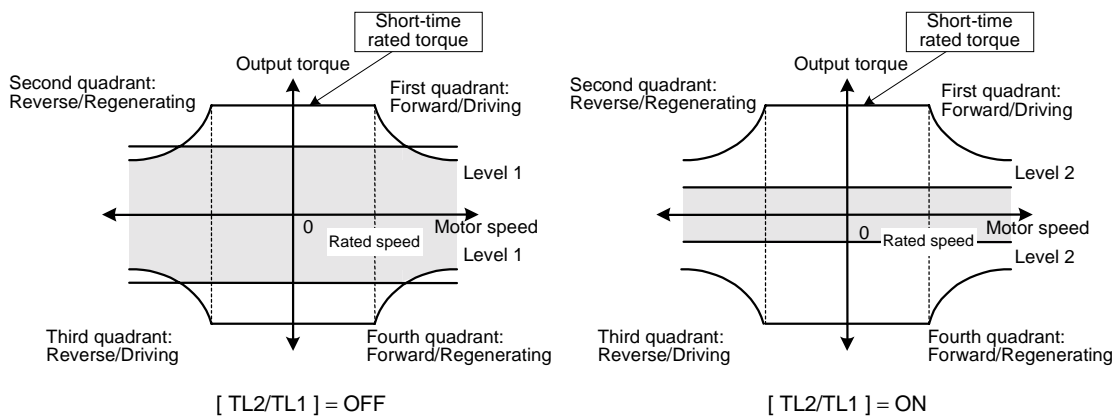 Short-time
rated torque
Output torque
Second quadrant:
Reverse/Regenerating
First quadrant:
Forward/Driving
Level 1
0
Motor speed
Rated speed
Level 1
Third quadrant:
Reverse/Driving
Fourth quadrant:
Forward/Regenerating
[ TL2/TL1 ] = OFF
Short-time
rated torque
Output torque
Second quadrant:
Reverse/Regenerating
First quadrant:
Forward/Driving
Level 2
0
Motor speed
Rated speed
Level 2
Third quadrant:
Reverse/Driving
Fourth quadrant:
Forward/Regenerating
[ TL2/TL1 ] = ON